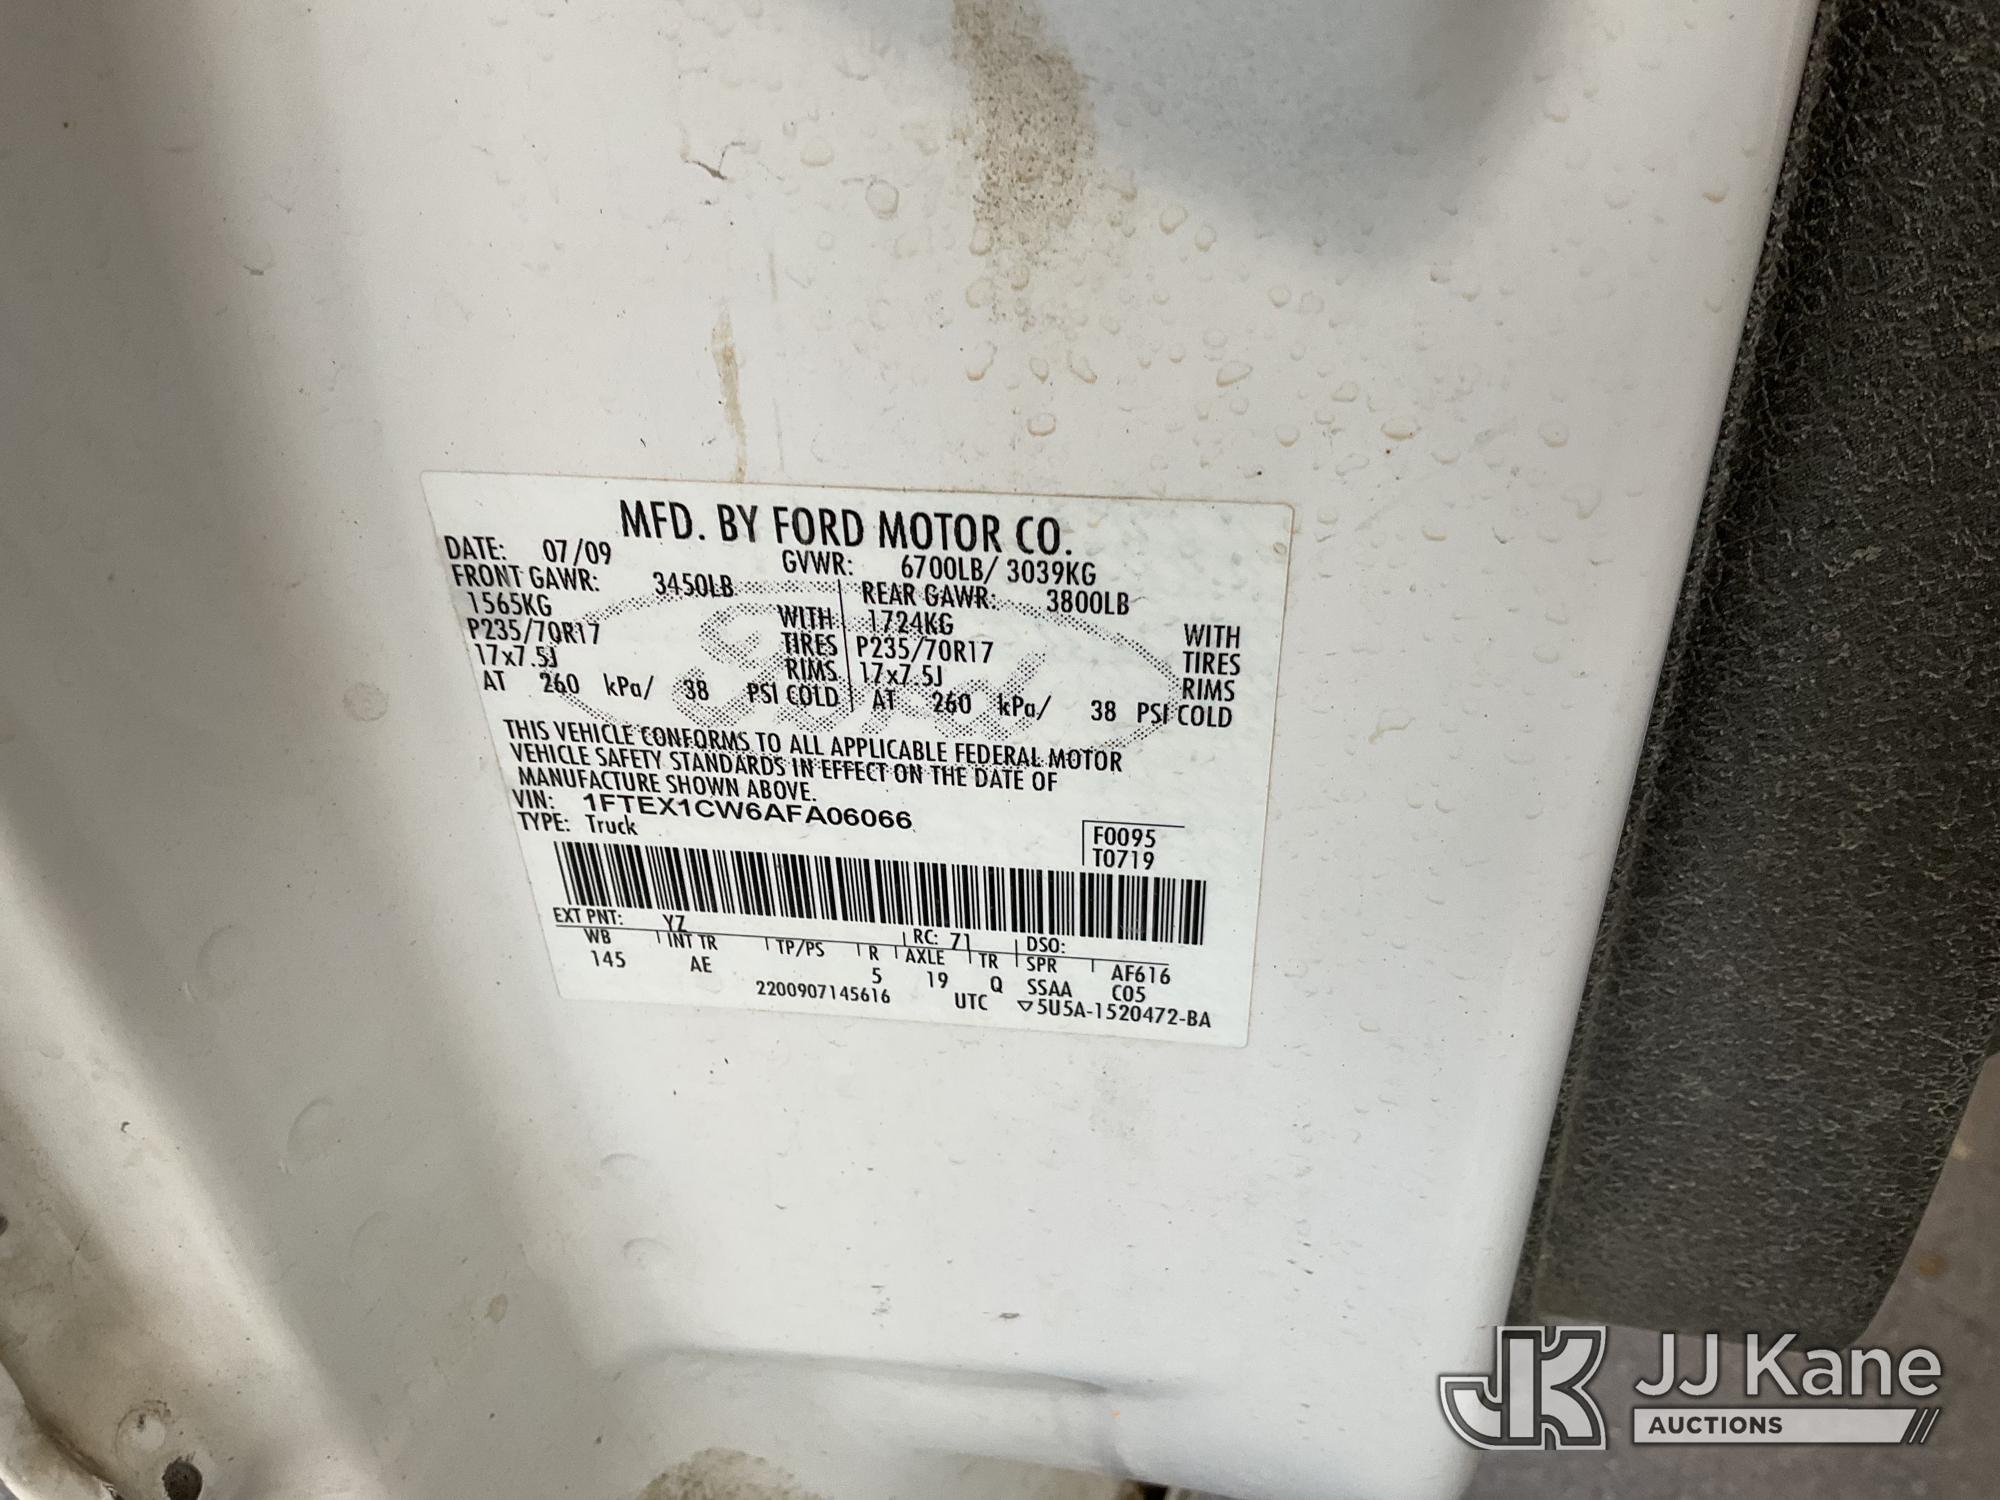 MFD. BY FORD MOTOR CO.
DATE: 07/09 GVWR: 6700LB/ 3039KG
FRONT GAWR: 3450LB REAR GAWR: 3800LB
1565KG WITH 1724KG WITH
P235/70R17 TIRES P235/70R17 TIRES
17x7.5J RIMS 17x7.5J RIMS
AT 260 kPa/ 38 PSI COLD AT 260 kPa/ 38 PSI COLD
THIS VEHICLE CONFORMS TO ALL APPLICABLE FEDERAL MOTOR
VEHICLE SAFETY STANDARDS IN EFFECT ON THE DATE OF
MANUFACTURE SHOWN ABOVE.
VIN: 1FTEX1CW6AFA06066
TYPE: Truck
F0095
T0719
EXT PNT: YZ RC: 71 DSO:
WB INT TR TP/PS R AXLE TR SPR AF616
145 AE 5 19 Q SSAA C05
2200907145616 UTC ▽5U5A-1520472-BA
Ford
JK JJ Kane
AUCTIONS